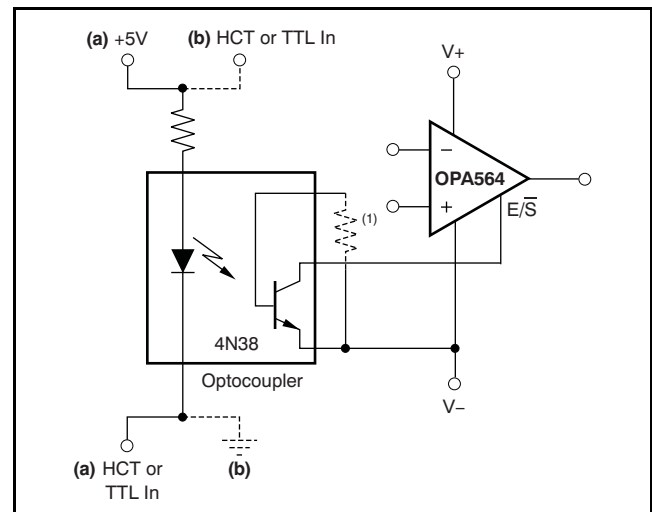 (a) +5V
(b) HCT or TTL In
V+
−
OPA564
+
E/S̅
(1)
4N38
Optocoupler
V−
(a) HCT or
TTL In
(b)